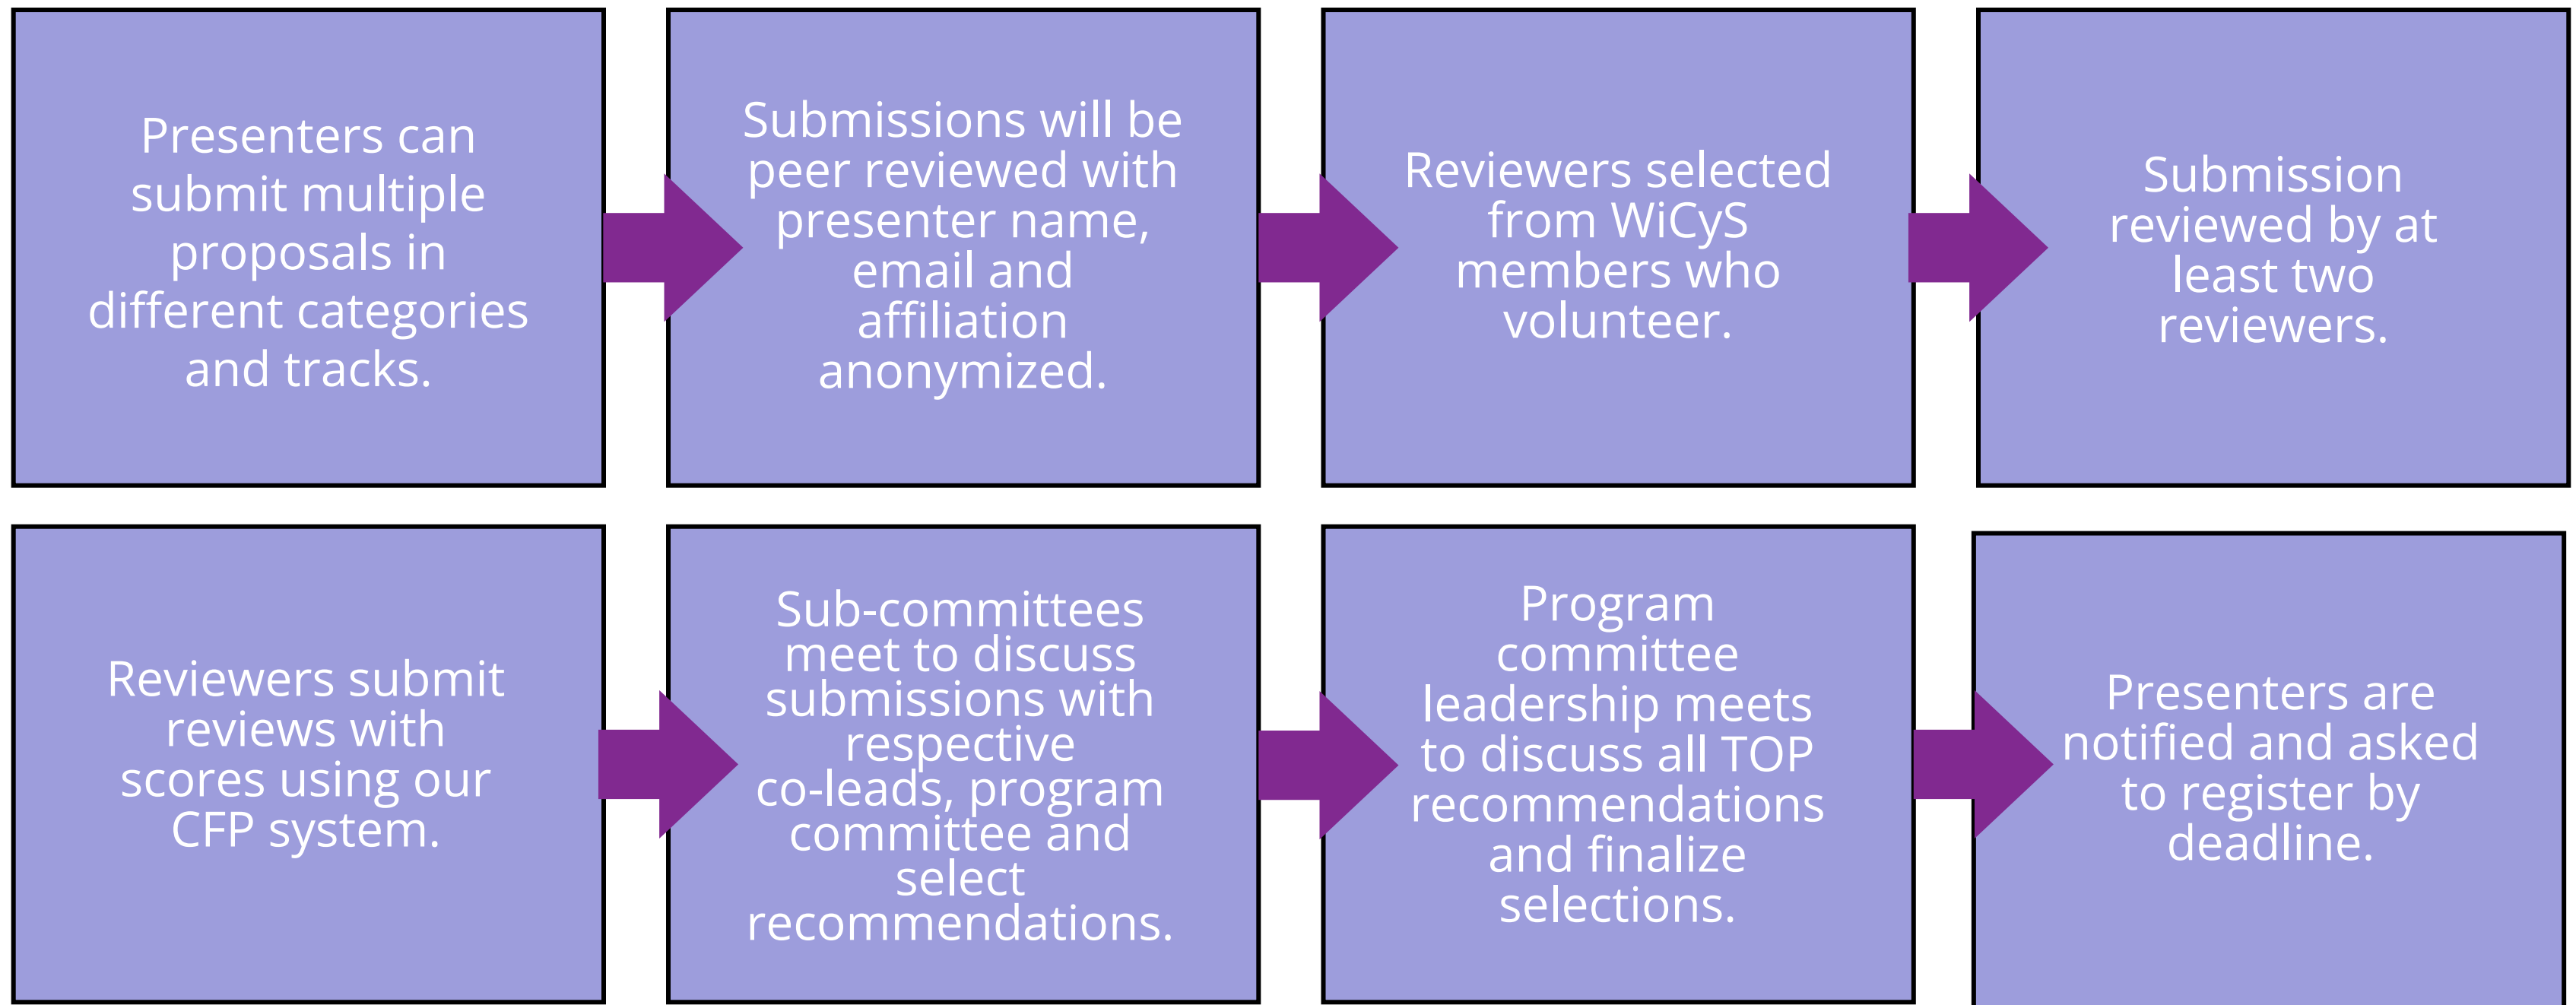 Presenters can
submit multiple
proposals in
different categories
and tracks.
Submissions will be
peer reviewed with
presenter name,
email and
affiliation
anonymized.
Reviewers selected
from WiCyS
members who
volunteer.
Submission
reviewed by at
least two
reviewers.
Reviewers submit
reviews with
scores using our
CFP system.
Sub-committees
meet to discuss
submissions with
respective
co-leads, program
committee and
select
recommendations.
Program
committee
leadership meets
to discuss all TOP
recommendations
and finalize
selections.
Presenters are
notified and asked
to register by
deadline.